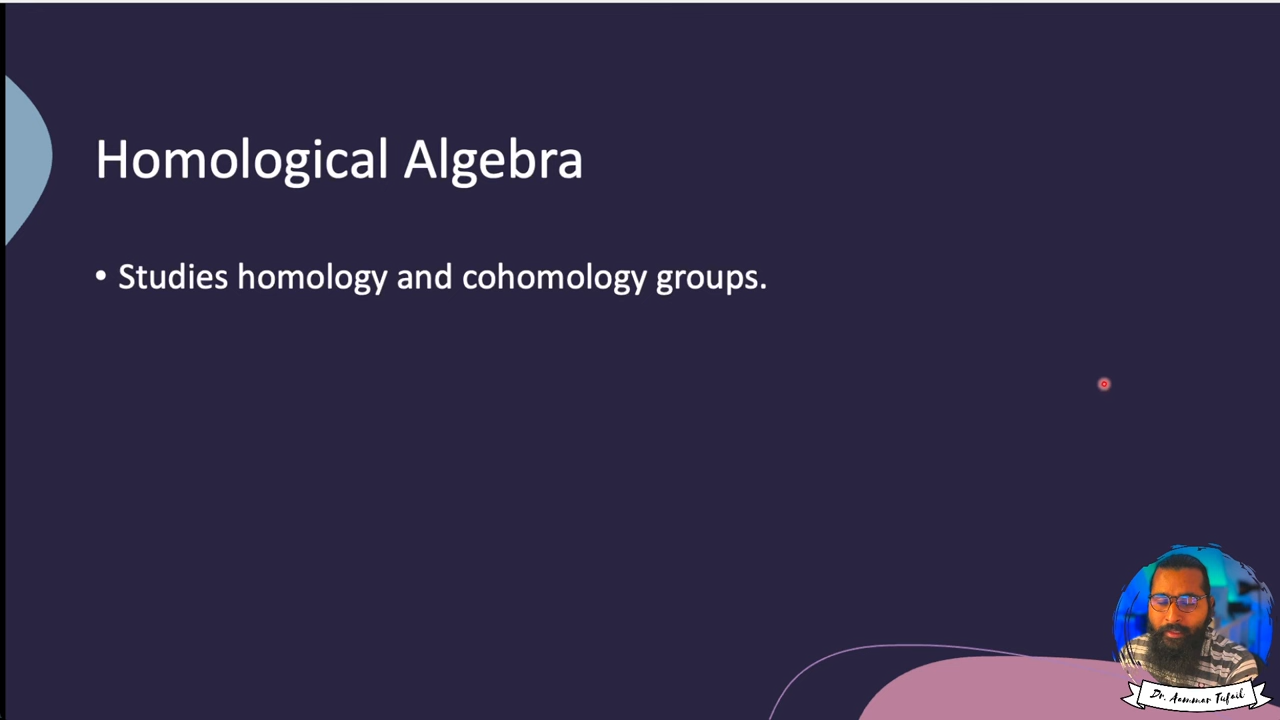 Homological Algebra
• Studies homology and cohomology groups.
Dr. Aammar Tufail